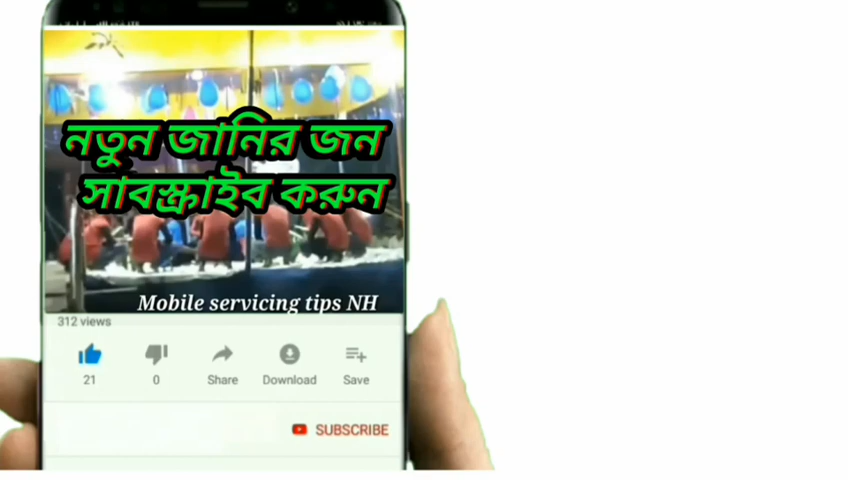 নতুন জানির জন
সাবস্ক্রাইব করুন
Mobile servicing tips NH
312 views
21
0
Share
Download
Save
SUBSCRIBE